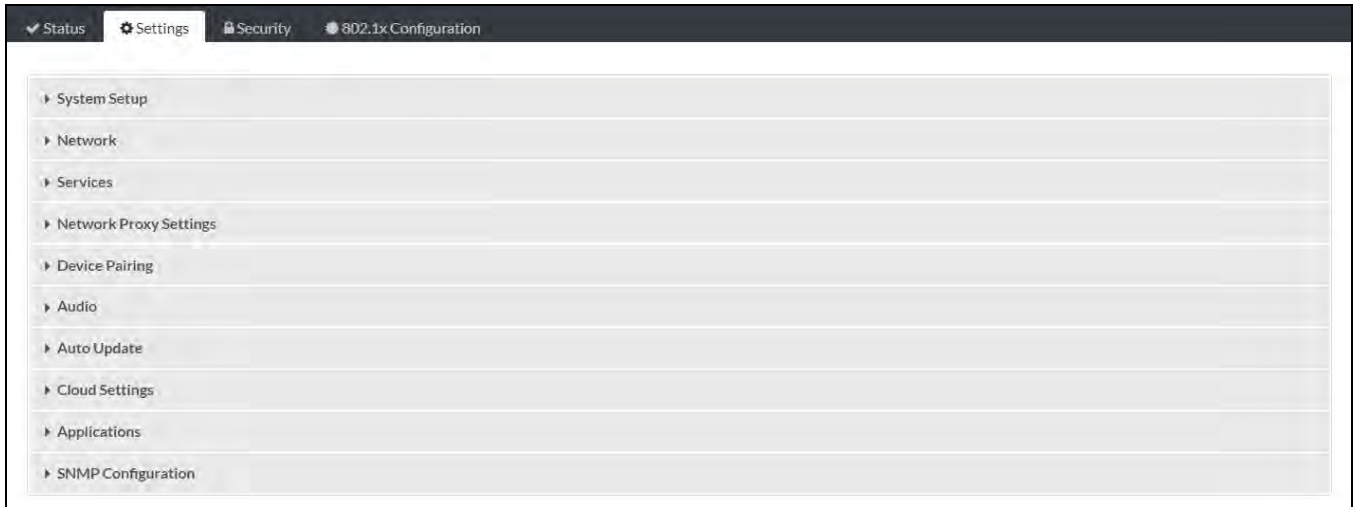 Status Settings Security 802.1x Configuration
System Setup
Network
Services
Network Proxy Settings
Device Pairing
Audio
Auto Update
Cloud Settings
Applications
SNMP Configuration